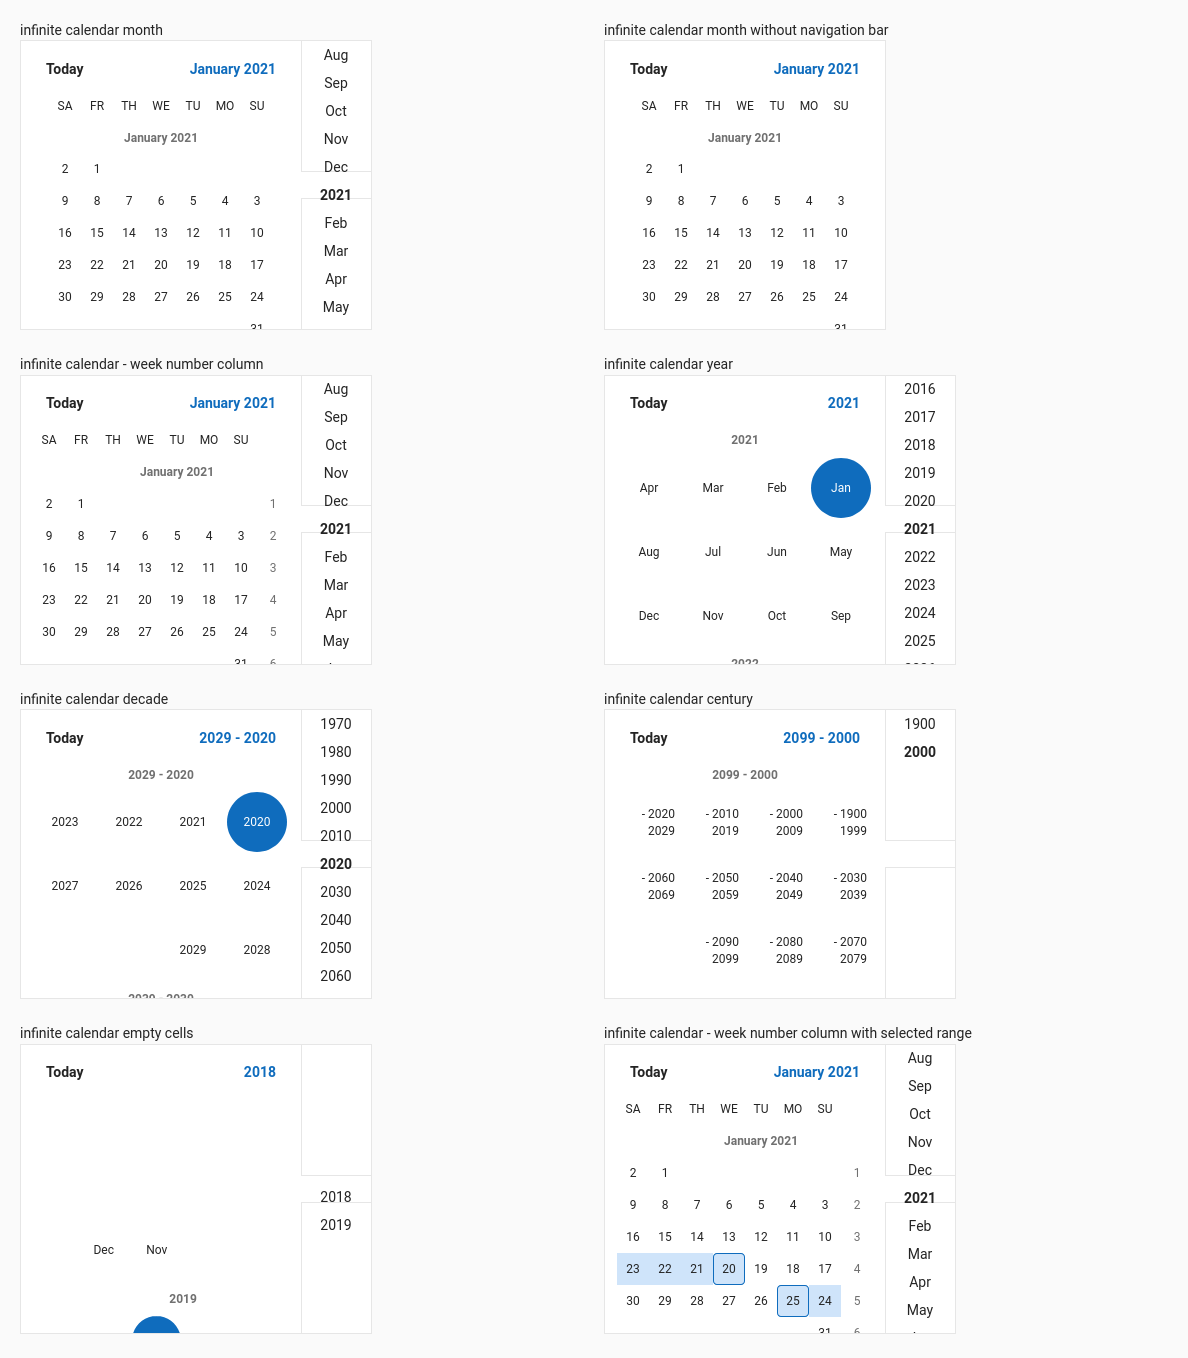 infinite calendar month
Today January 2021
SA FR TH WE TU MO SU
January 2021
2 1
9 8 7 6 5 4 3
16 15 14 13 12 11 10
23 22 21 20 19 18 17
30 29 28 27 26 25 24
31
Aug
Sep
Oct
Nov
Dec
2021
Feb
Mar
Apr
May
infinite calendar month without navigation bar
Today January 2021
SA FR TH WE TU MO SU
January 2021
2 1
9 8 7 6 5 4 3
16 15 14 13 12 11 10
23 22 21 20 19 18 17
30 29 28 27 26 25 24
31
infinite calendar - week number column
Today January 2021
SA FR TH WE TU MO SU
January 2021
2 1 1
9 8 7 6 5 4 3 2
16 15 14 13 12 11 10 3
23 22 21 20 19 18 17 4
30 29 28 27 26 25 24 5
31 6
Aug
Sep
Oct
Nov
Dec
2021
Feb
Mar
Apr
May
infinite calendar year
Today 2021
2021
Apr Mar Feb Jan
Aug Jul Jun May
Dec Nov Oct Sep
2022
2016
2017
2018
2019
2020
2021
2022
2023
2024
2025
infinite calendar decade
Today 2029 - 2020
2029 - 2020
2023 2022 2021 2020
2027 2026 2025 2024
2029 2028
1970
1980
1990
2000
2010
2020
2030
2040
2050
2060
infinite calendar century
Today 2099 - 2000
2099 - 2000
- 2020 - 2010 - 2000 - 1900
2029 2019 2009 1999
- 2060 - 2050 - 2040 - 2030
2069 2059 2049 2039
- 2090 - 2080 - 2070
2099 2089 2079
1900
2000
infinite calendar empty cells
Today 2018
Dec Nov
2019
2018
2019
infinite calendar - week number column with selected range
Today January 2021
SA FR TH WE TU MO SU
January 2021
2 1 1
9 8 7 6 5 4 3 2
16 15 14 13 12 11 10 3
23 22 21 20 19 18 17 4
30 29 28 27 26 25 24 5
31 6
Aug
Sep
Oct
Nov
Dec
2021
Feb
Mar
Apr
May